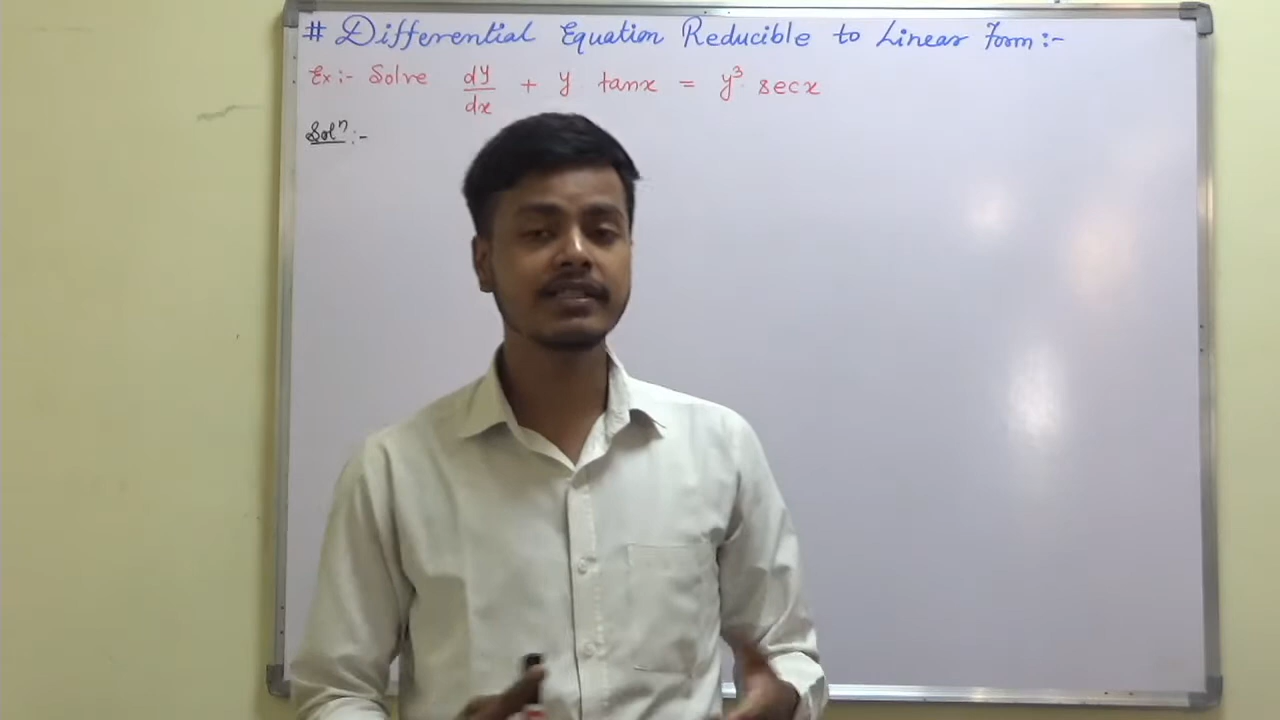 # Differential Equation Reducible to Linear Form:-
Ex:- Solve dy/dx + y tanx = y³ secx
Solⁿ:-